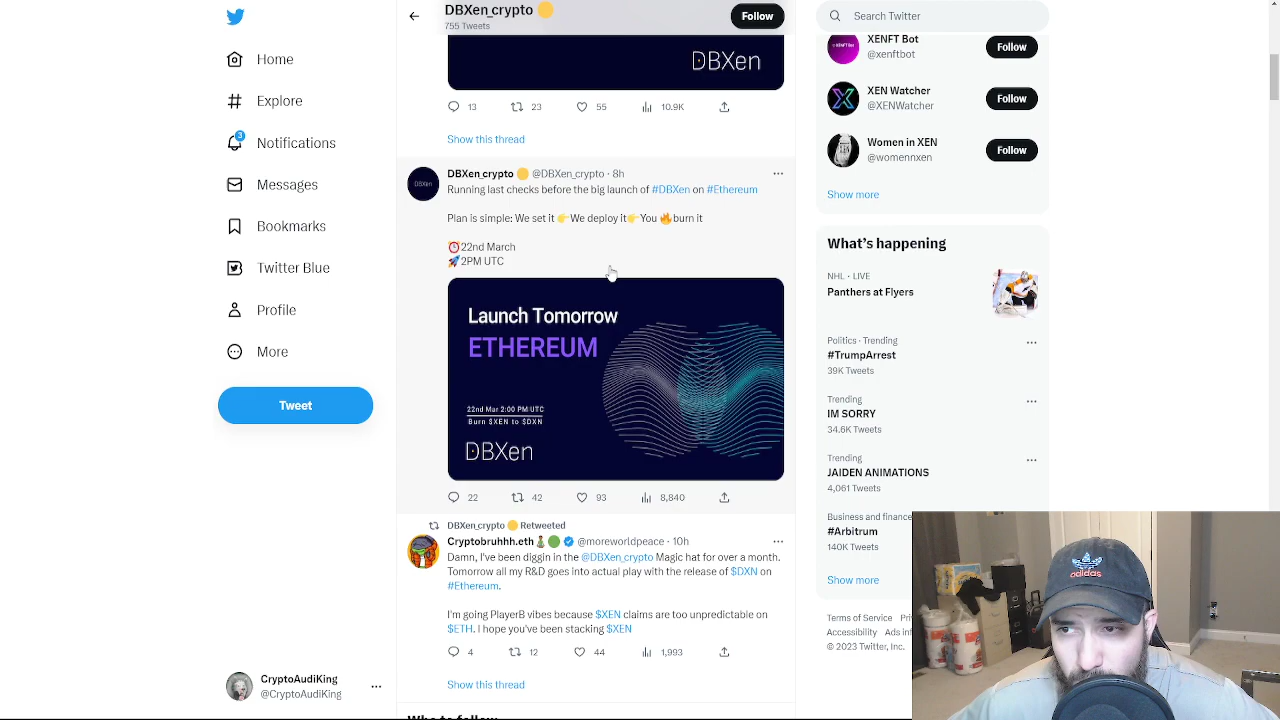 DBXen_crypto
755 Tweets
Follow
Search Twitter
Home
Explore
3
Notifications
Messages
Bookmarks
Twitter Blue
Profile
More
Tweet
CryptoAudiKing
@CryptoAudiKing
DBXen
13 23 55 10.9K
Show this thread
DBXen_crypto @DBXen_crypto · 8h
Running last checks before the big launch of #DBXen on #Ethereum
Plan is simple: We set it 👉We deploy it👉You 🔥burn it
⏰22nd March
🚀2PM UTC
DBXen
Launch Tomorrow
ETHEREUM
22nd Mar 2:00 PM UTC
Burn $XEN to $DXN
DBXen
22 42 93 8,840
DBXen_crypto Retweeted
Cryptobruhhh.eth @moreworldpeace · 10h
Damn, I've been diggin in the @DBXen_crypto Magic hat for over a month.
Tomorrow all my R&D goes into actual play with the release of $DXN on
#Ethereum.
I'm going PlayerB vibes because $XEN claims are too unpredictable on
$ETH. I hope you've been stacking $XEN
4 12 44 1,993
Show this thread
Who to follow
XENFT Bot
@xenftbot
Follow
XEN Watcher
@XENWatcher
Follow
Women in XEN
@womennxen
Follow
Show more
What's happening
NHL · LIVE
Panthers at Flyers
Politics · Trending
#TrumpArrest
39K Tweets
Trending
IM SORRY
34.6K Tweets
Trending
JAIDEN ANIMATIONS
4,061 Tweets
Business and finance
#Arbitrum
140K Tweets
Show more
Terms of Service
Accessibility
© 2023 Twitter, Inc.
adidas